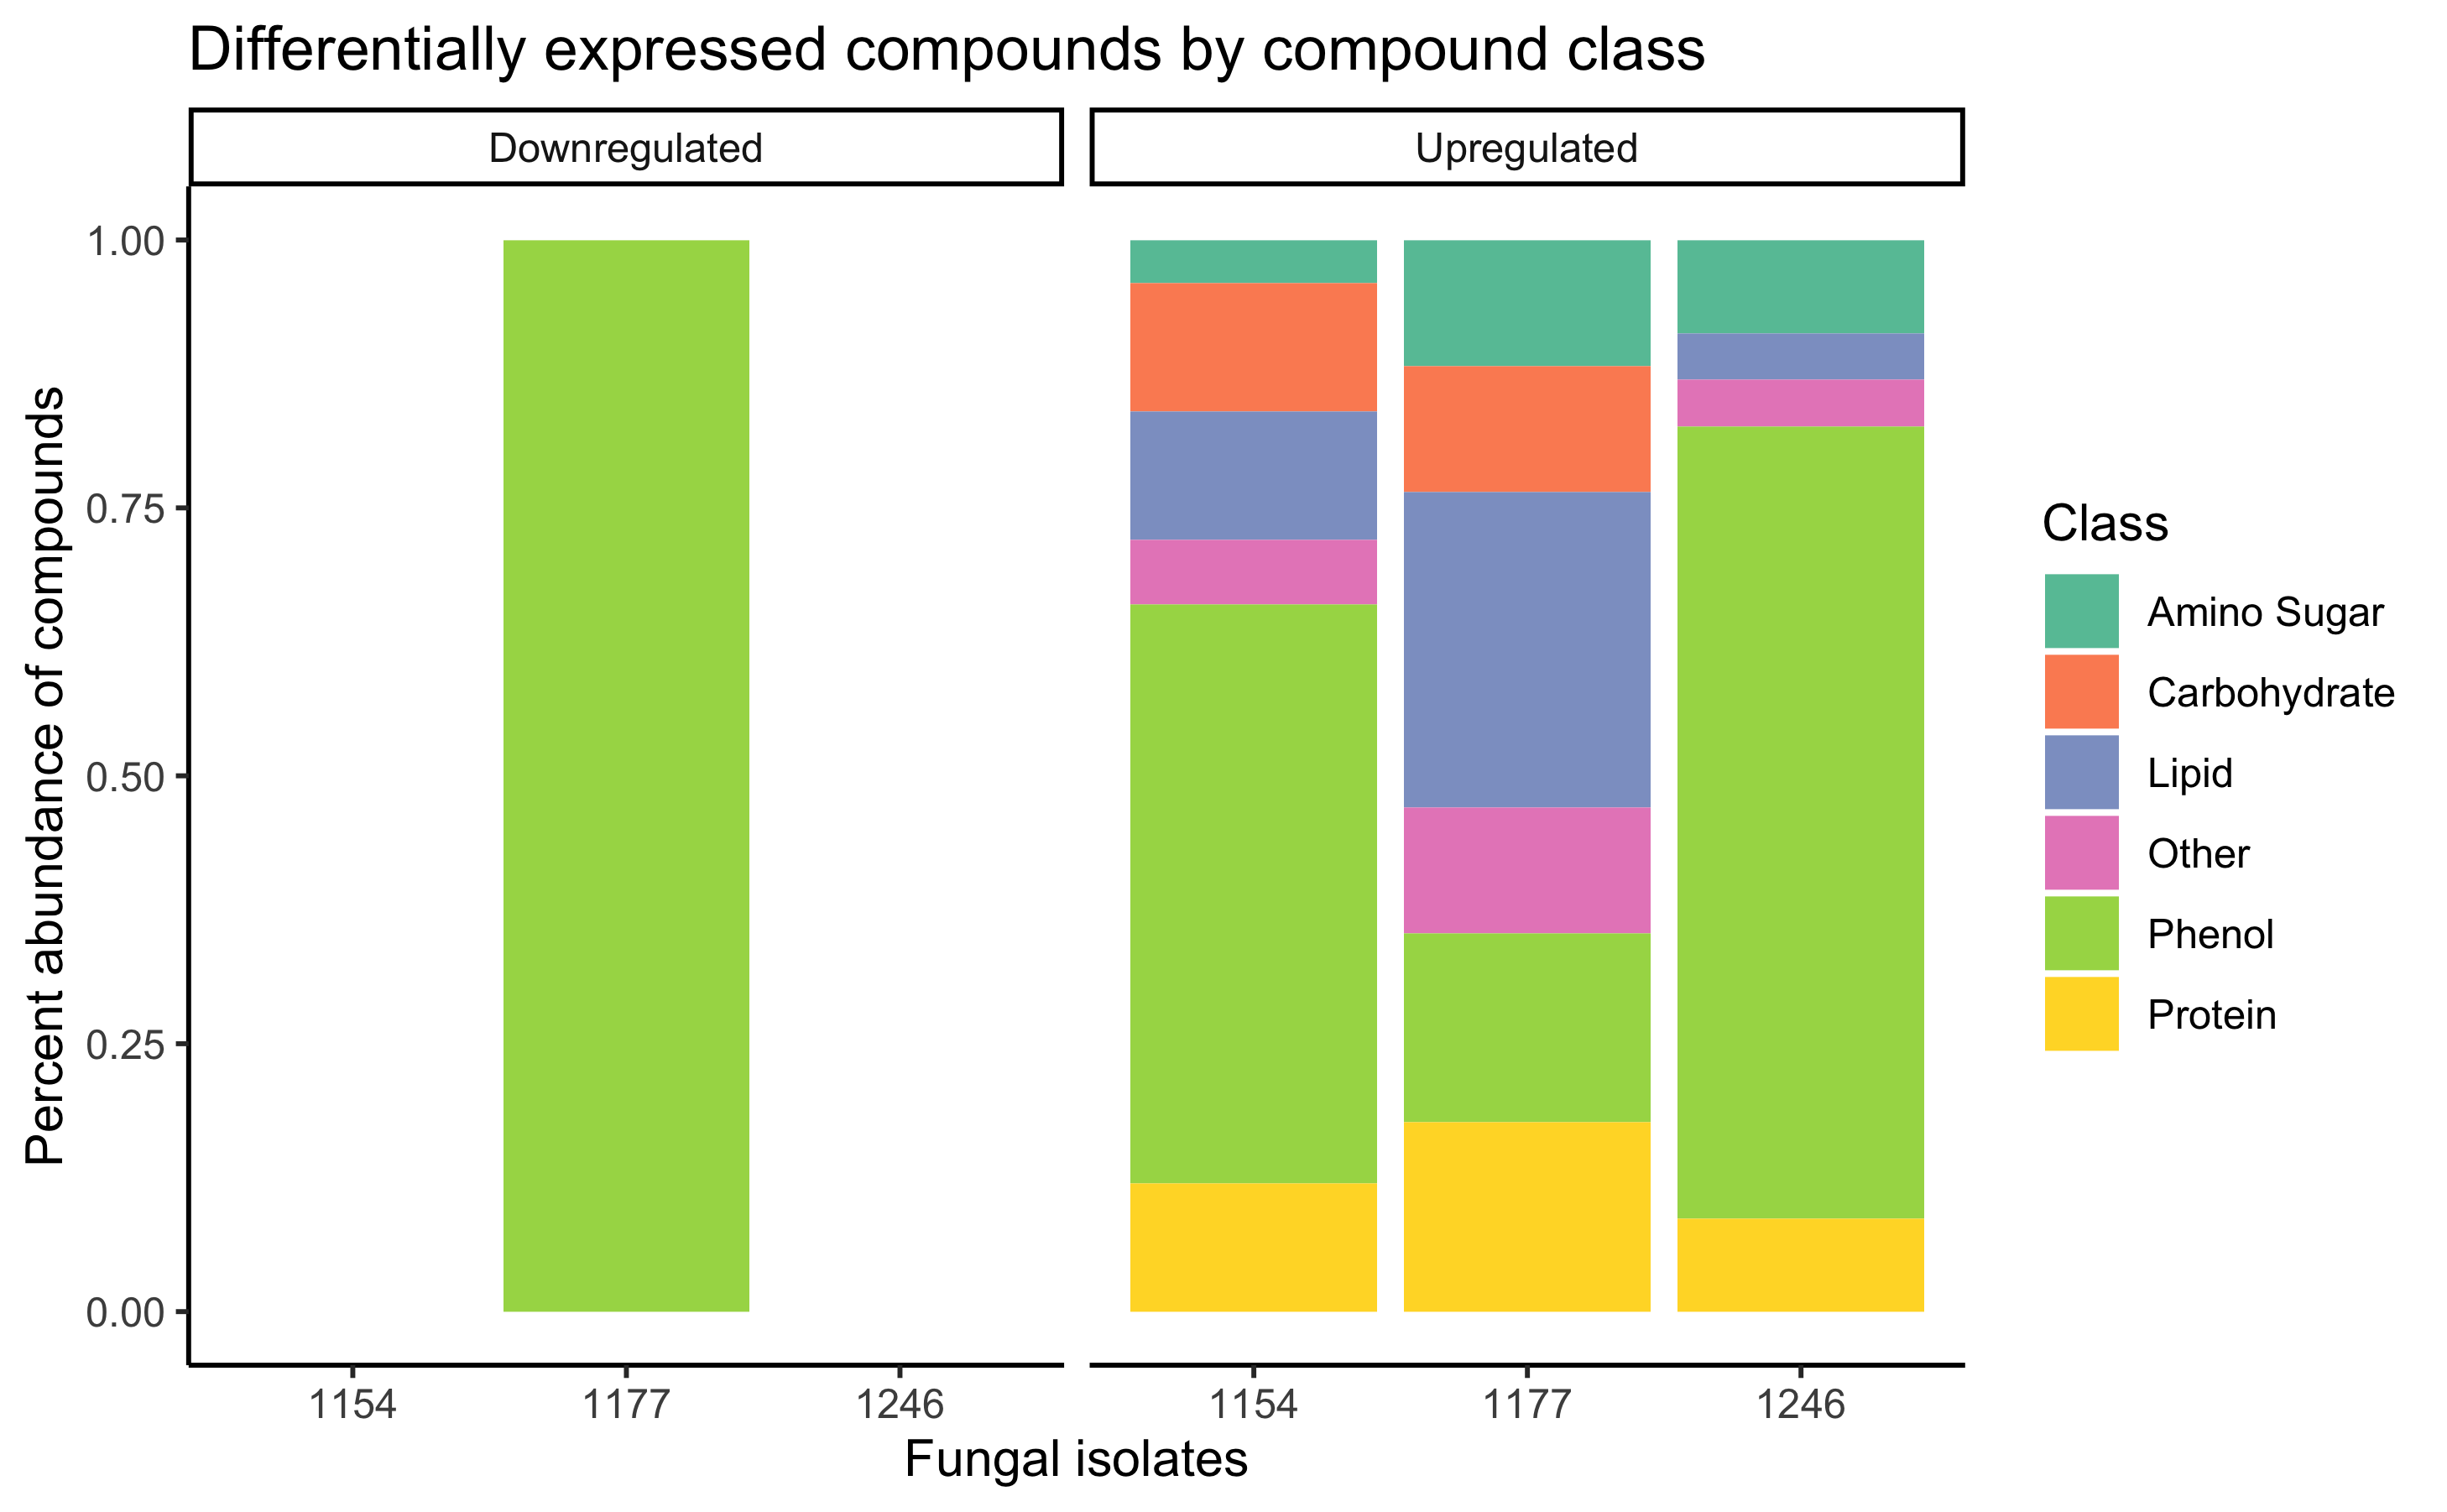 Differentially expressed compounds by compound class
Downregulated
Upregulated
Percent abundance of compounds
1.00
0.75
0.50
0.25
0.00
1154
1177
1246
1154
1177
1246
Fungal isolates
Class
Amino Sugar
Carbohydrate
Lipid
Other
Phenol
Protein